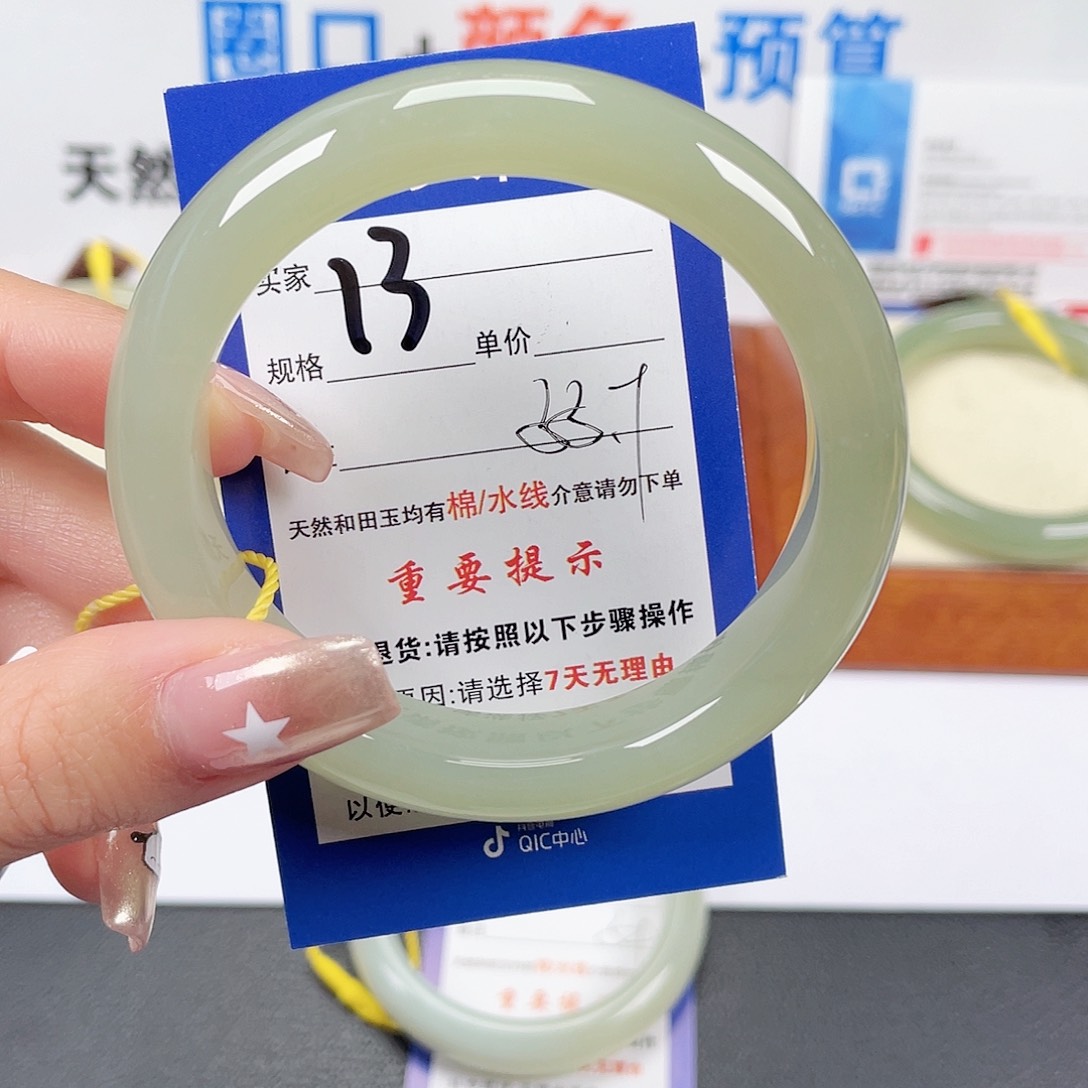 圈口 预算
天然
买家 13
规格 单价
天然和田玉均有棉/水线介意请勿下单
重要提示
退货:请按照以下步骤操作
原因:请选择7天无理由
以便
QIC中心